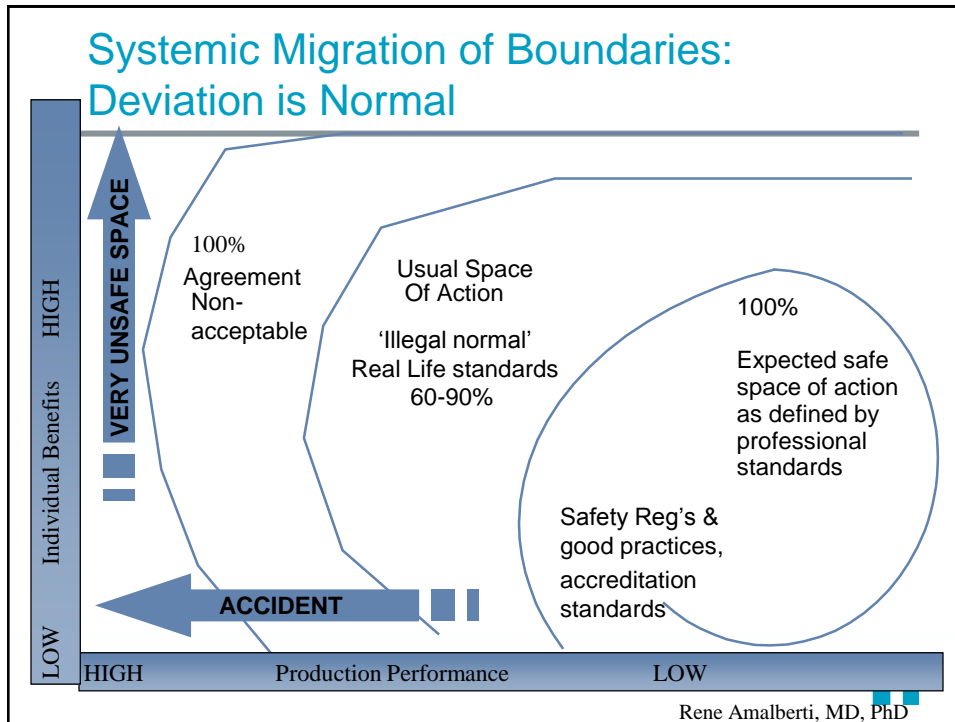 Systemic Migration of Boundaries:
Deviation is Normal
VERY UNSAFE SPACE
HIGH
Individual Benefits
LOW
100%
Agreement
Non-
acceptable
Usual Space
Of Action
‘Illegal normal’
Real Life standards
60-90%
100%
Expected safe
space of action
as defined by
professional
standards
Safety Reg's &
good practices,
accreditation
standards
ACCIDENT
HIGH
Production Performance
LOW
Rene Amalberti, MD, PhD